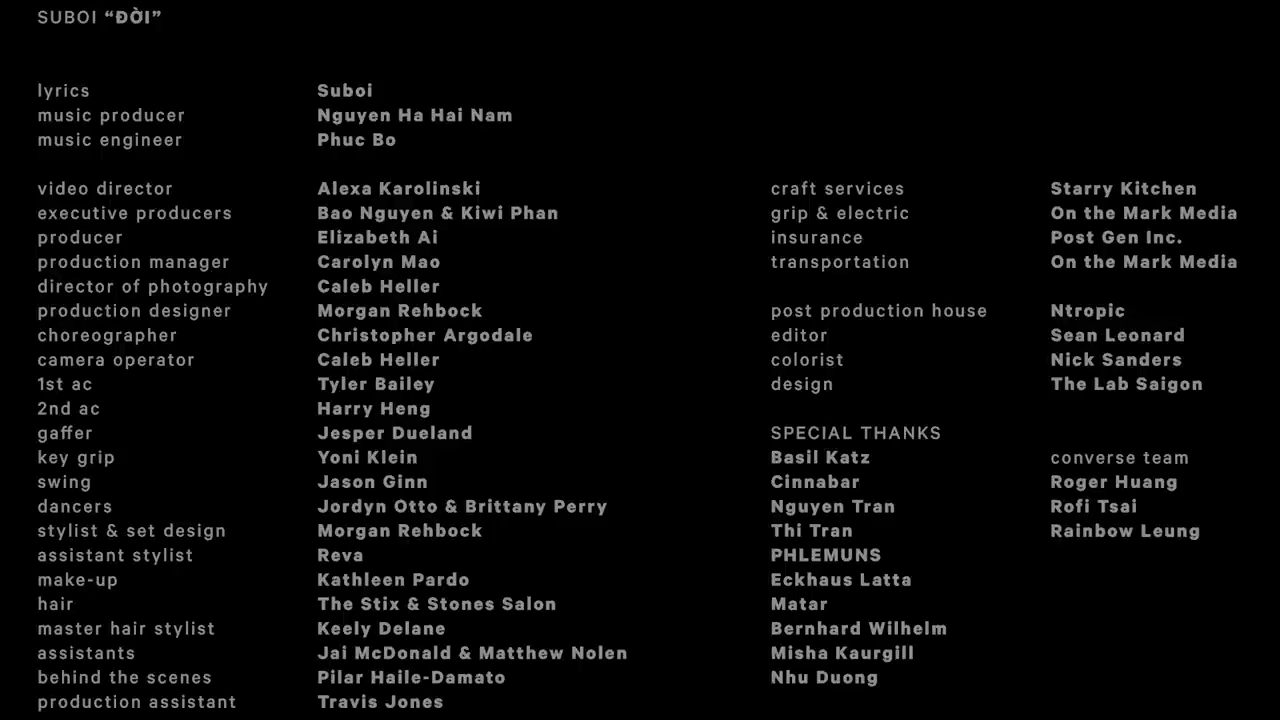 SUBOI “ĐỜI”
lyrics Suboi
music producer Nguyen Ha Hai Nam
music engineer Phuc Bo
video director Alexa Karolinski
executive producers Bao Nguyen & Kiwi Phan
producer Elizabeth Ai
production manager Carolyn Mao
director of photography Caleb Heller
production designer Morgan Rehbock
choreographer Christopher Argodale
camera operator Caleb Heller
1st ac Tyler Bailey
2nd ac Harry Heng
gaffer Jesper Dueland
key grip Yoni Klein
swing Jason Ginn
dancers Jordyn Otto & Brittany Perry
stylist & set design Morgan Rehbock
assistant stylist Reva
make-up Kathleen Pardo
hair The Stix & Stones Salon
master hair stylist Keely Delane
assistants Jai McDonald & Matthew Nolen
behind the scenes Pilar Haile-Damato
production assistant Travis Jones
craft services Starry Kitchen
grip & electric On the Mark Media
insurance Post Gen Inc.
transportation On the Mark Media
post production house Ntropic
editor Sean Leonard
colorist Nick Sanders
design The Lab Saigon
SPECIAL THANKS
Basil Katz
Cinnabar
Nguyen Tran
Thi Tran
PHLEMUNS
Eckhaus Latta
Matar
Bernhard Wilhelm
Misha Kaurgill
Nhu Duong
converse team
Roger Huang
Rofi Tsai
Rainbow Leung